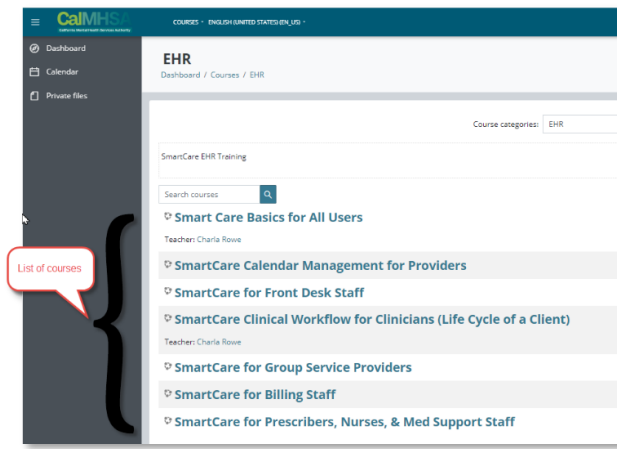 CalMHSA
California Mental Health Services Authority
COURSES
ENGLISH (UNITED STATES) (EN_US)
Dashboard
Calendar
Private files
EHR
Dashboard / Courses / EHR
Course categories: EHR
SmartCare EHR Training
Search courses
Smart Care Basics for All Users
Teacher: Charla Rowe
SmartCare Calendar Management for Providers
List of courses
SmartCare for Front Desk Staff
SmartCare Clinical Workflow for Clinicians (Life Cycle of a Client)
Teacher: Charla Rowe
SmartCare for Group Service Providers
SmartCare for Billing Staff
SmartCare for Prescribers, Nurses, & Med Support Staff